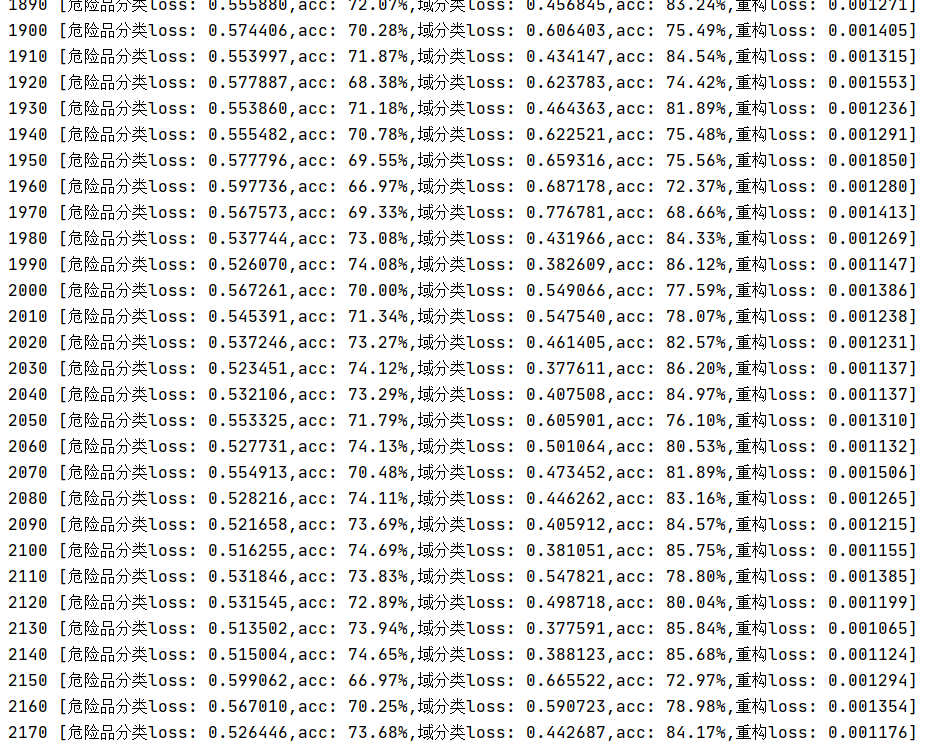 1890 [危险品分类loss: 0.555880,acc: 72.07%,域分类loss: 0.456845,acc: 83.24%,重构loss: 0.001271]
1900 [危险品分类loss: 0.574406,acc: 70.28%,域分类loss: 0.606403,acc: 75.49%,重构loss: 0.001405]
1910 [危险品分类loss: 0.553997,acc: 71.87%,域分类loss: 0.434147,acc: 84.54%,重构loss: 0.001315]
1920 [危险品分类loss: 0.577887,acc: 68.38%,域分类loss: 0.623783,acc: 74.42%,重构loss: 0.001553]
1930 [危险品分类loss: 0.553860,acc: 71.18%,域分类loss: 0.464363,acc: 81.89%,重构loss: 0.001236]
1940 [危险品分类loss: 0.555482,acc: 70.78%,域分类loss: 0.622521,acc: 75.48%,重构loss: 0.001291]
1950 [危险品分类loss: 0.577796,acc: 69.55%,域分类loss: 0.659316,acc: 75.56%,重构loss: 0.001850]
1960 [危险品分类loss: 0.597736,acc: 66.97%,域分类loss: 0.687178,acc: 72.37%,重构loss: 0.001280]
1970 [危险品分类loss: 0.567573,acc: 69.33%,域分类loss: 0.776781,acc: 68.66%,重构loss: 0.001413]
1980 [危险品分类loss: 0.537744,acc: 73.08%,域分类loss: 0.431966,acc: 84.33%,重构loss: 0.001269]
1990 [危险品分类loss: 0.526070,acc: 74.08%,域分类loss: 0.382609,acc: 86.12%,重构loss: 0.001147]
2000 [危险品分类loss: 0.567261,acc: 70.00%,域分类loss: 0.549066,acc: 77.59%,重构loss: 0.001386]
2010 [危险品分类loss: 0.545391,acc: 71.34%,域分类loss: 0.547540,acc: 78.07%,重构loss: 0.001238]
2020 [危险品分类loss: 0.537246,acc: 73.27%,域分类loss: 0.461405,acc: 82.57%,重构loss: 0.001231]
2030 [危险品分类loss: 0.523451,acc: 74.12%,域分类loss: 0.377611,acc: 86.20%,重构loss: 0.001137]
2040 [危险品分类loss: 0.532106,acc: 73.29%,域分类loss: 0.407508,acc: 84.97%,重构loss: 0.001137]
2050 [危险品分类loss: 0.553325,acc: 71.79%,域分类loss: 0.605901,acc: 76.10%,重构loss: 0.001310]
2060 [危险品分类loss: 0.527731,acc: 74.13%,域分类loss: 0.501064,acc: 80.53%,重构loss: 0.001132]
2070 [危险品分类loss: 0.554913,acc: 70.48%,域分类loss: 0.473452,acc: 81.89%,重构loss: 0.001506]
2080 [危险品分类loss: 0.528216,acc: 74.11%,域分类loss: 0.446262,acc: 83.16%,重构loss: 0.001265]
2090 [危险品分类loss: 0.521658,acc: 73.69%,域分类loss: 0.405912,acc: 84.57%,重构loss: 0.001215]
2100 [危险品分类loss: 0.516255,acc: 74.69%,域分类loss: 0.381051,acc: 85.75%,重构loss: 0.001155]
2110 [危险品分类loss: 0.531846,acc: 73.83%,域分类loss: 0.547821,acc: 78.80%,重构loss: 0.001385]
2120 [危险品分类loss: 0.531545,acc: 72.89%,域分类loss: 0.498718,acc: 80.04%,重构loss: 0.001199]
2130 [危险品分类loss: 0.513502,acc: 73.94%,域分类loss: 0.377591,acc: 85.84%,重构loss: 0.001065]
2140 [危险品分类loss: 0.515004,acc: 74.65%,域分类loss: 0.388123,acc: 85.68%,重构loss: 0.001124]
2150 [危险品分类loss: 0.599062,acc: 66.97%,域分类loss: 0.665522,acc: 72.97%,重构loss: 0.001294]
2160 [危险品分类loss: 0.567010,acc: 70.25%,域分类loss: 0.590723,acc: 78.98%,重构loss: 0.001354]
2170 [危险品分类loss: 0.526446,acc: 73.68%,域分类loss: 0.442687,acc: 84.17%,重构loss: 0.001176]